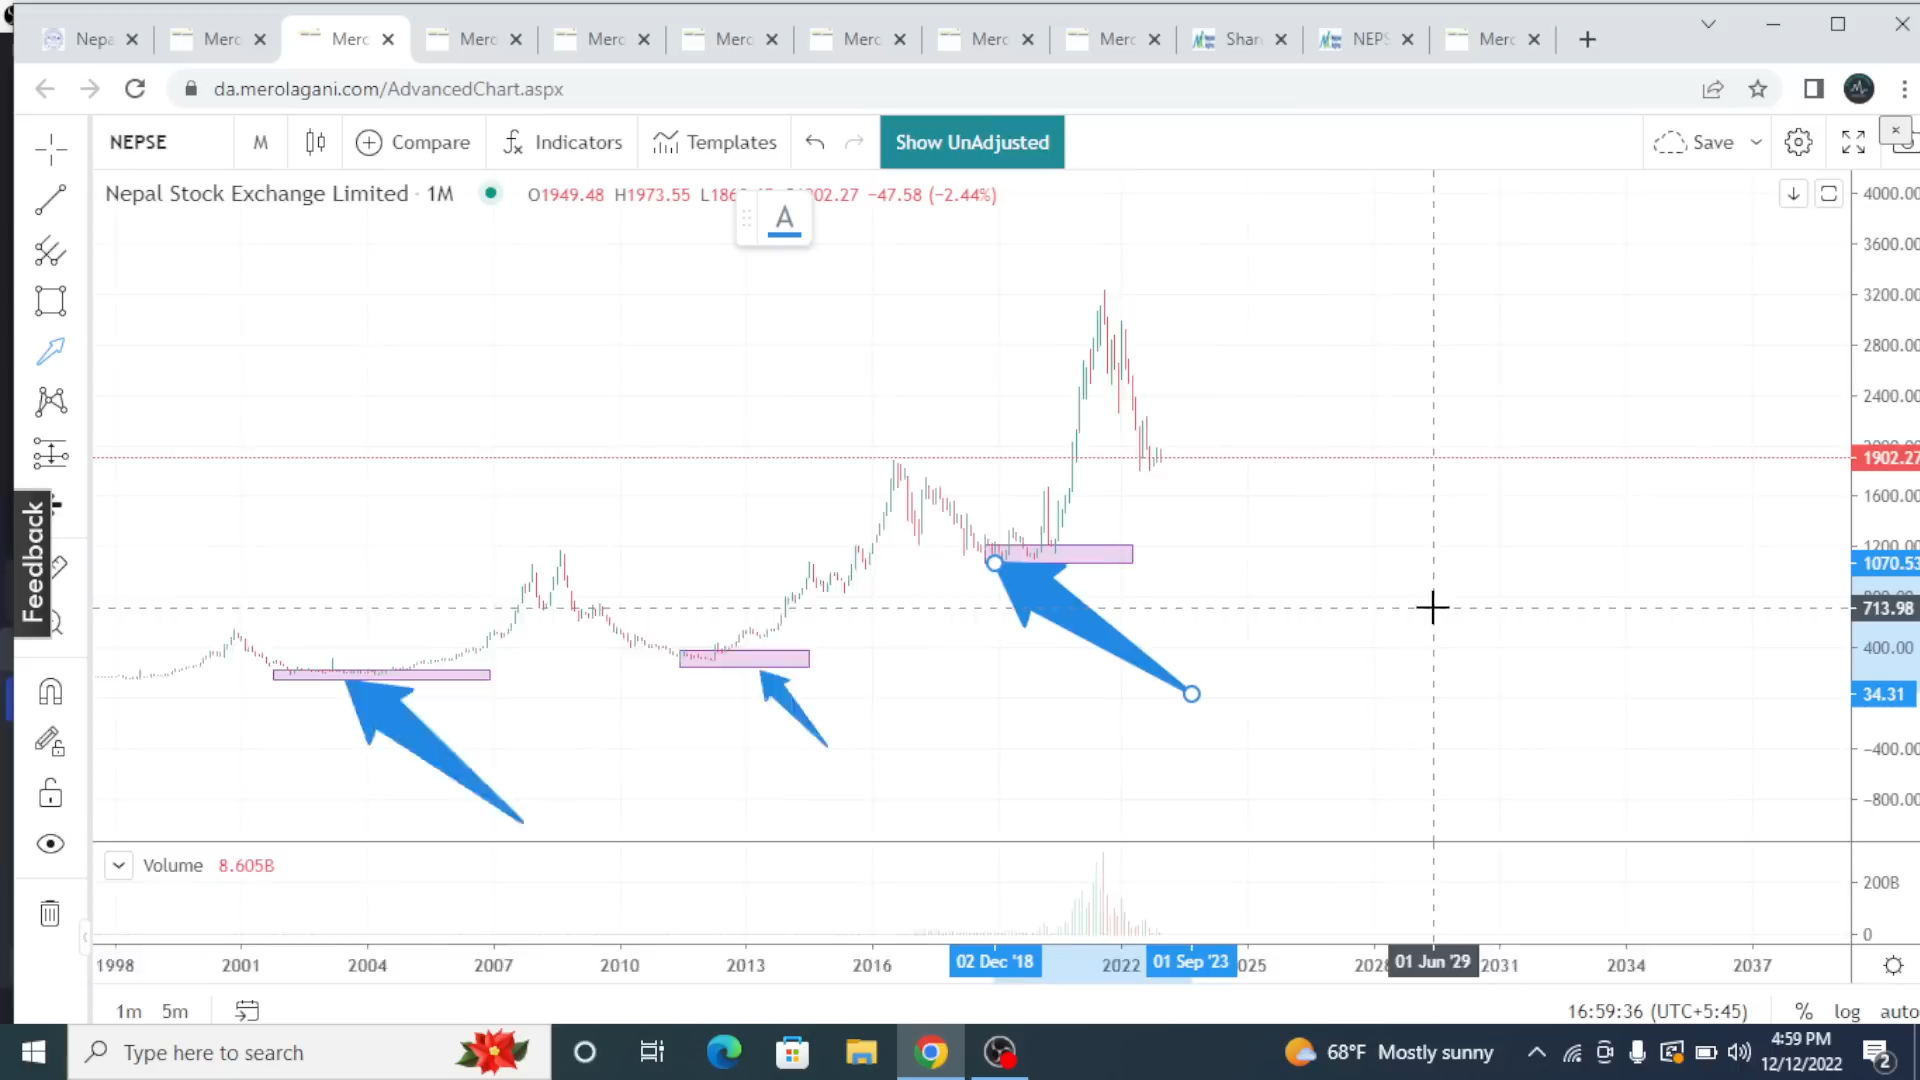 Nepa Merc Merc Merc Merc Merc Merc Merc Merc Shar NEPS Merc
da.merolagani.com/AdvancedChart.aspx
NEPSE M Compare Indicators Templates Show UnAdjusted Save
Nepal Stock Exchange Limited · 1M O1949.48 H1973.55 −47.58 (−2.44%)
A
4000.00
3600.00
3200.00
2800.00
2400.00
1902.27
1600.00
1200.00
1070.53
713.98
400.00
34.31
−400.00
−800.00
Feedback
Volume 8.605B
200B
0
1998 2001 2004 2007 2010 2013 2016 02 Dec '18 2022 01 Sep '23 025 01 Jun '29 2031 2034 2037
1m 5m 16:59:36 (UTC+5:45) % log auto
Type here to search 68°F Mostly sunny 4:59 PM
12/12/2022 2